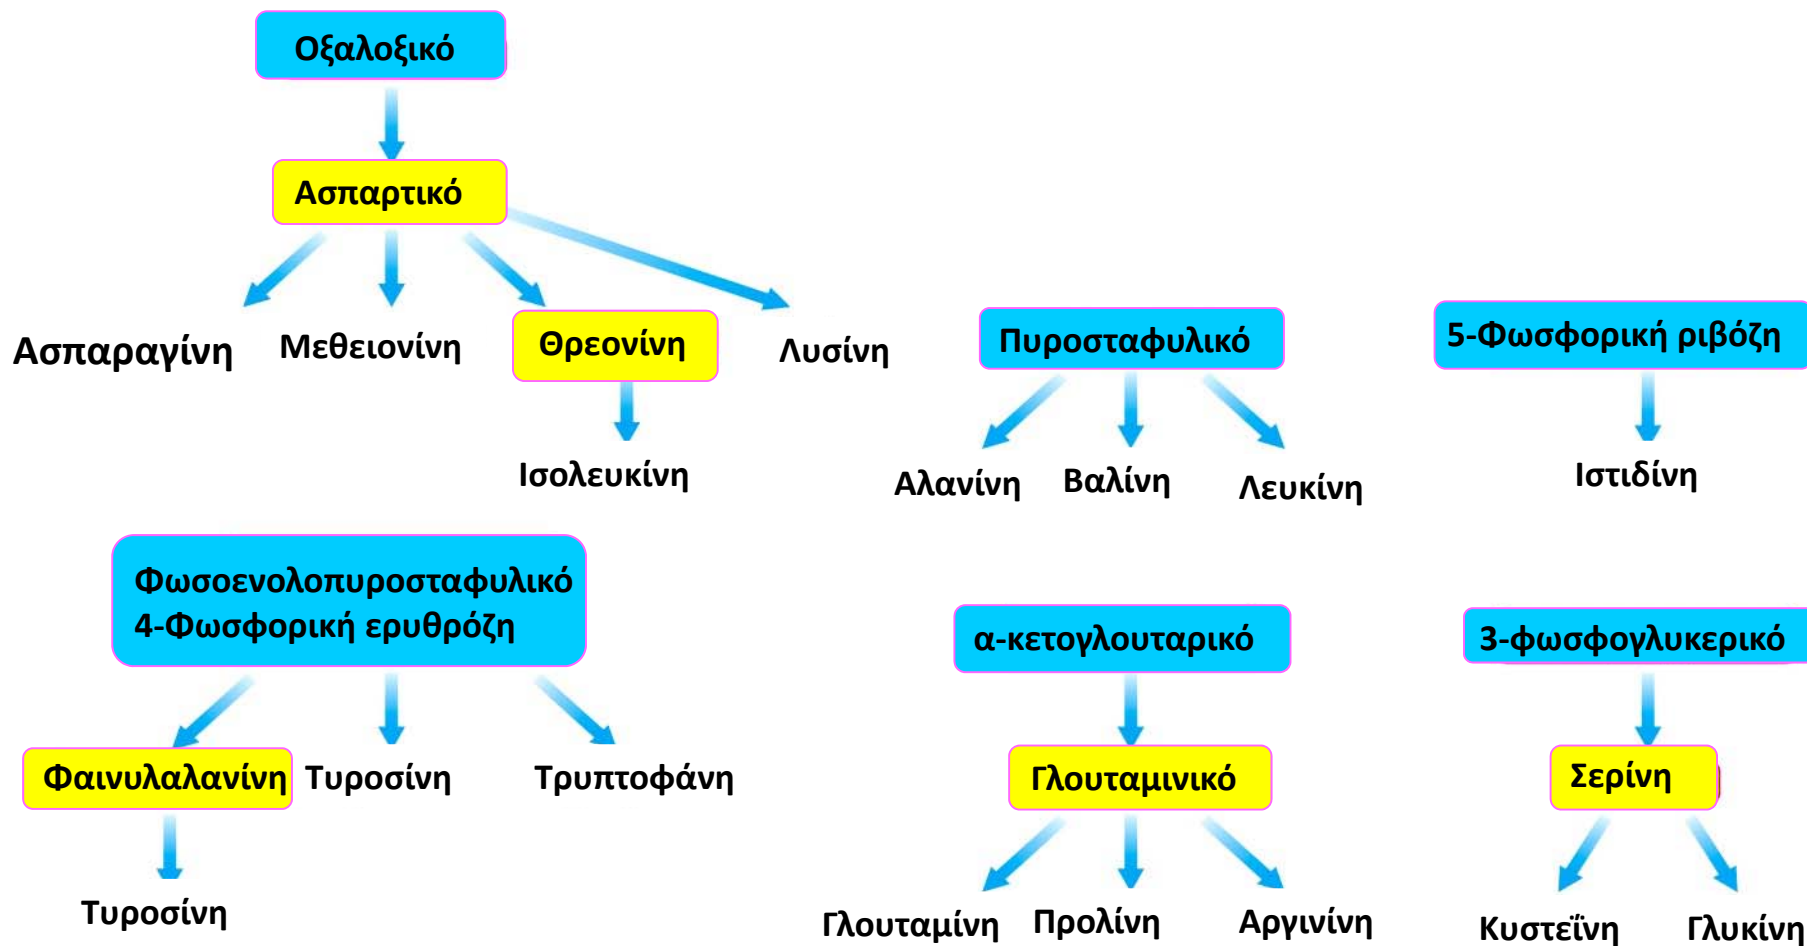 Οξαλοξικό
Ασπαρτικό
Ασπαραγίνη
Μεθειονίνη
Θρεονίνη
Λυσίνη
Ισολευκίνη
Πυροσταφυλικό
Αλανίνη
Βαλίνη
Λευκίνη
5-Φωσφορική ριβόζη
Ιστιδίνη
Φωσοενολοπυροσταφυλικό
4-Φωσφορική ερυθρόζη
Φαινυλαλανίνη
Τυροσίνη
Τρυπτοφάνη
Τυροσίνη
α-κετογλουταρικό
Γλουταμινικό
Γλουταμίνη
Προλίνη
Αργινίνη
3-φωσφογλυκερικό
Σερίνη
Κυστεΐνη
Γλυκίνη